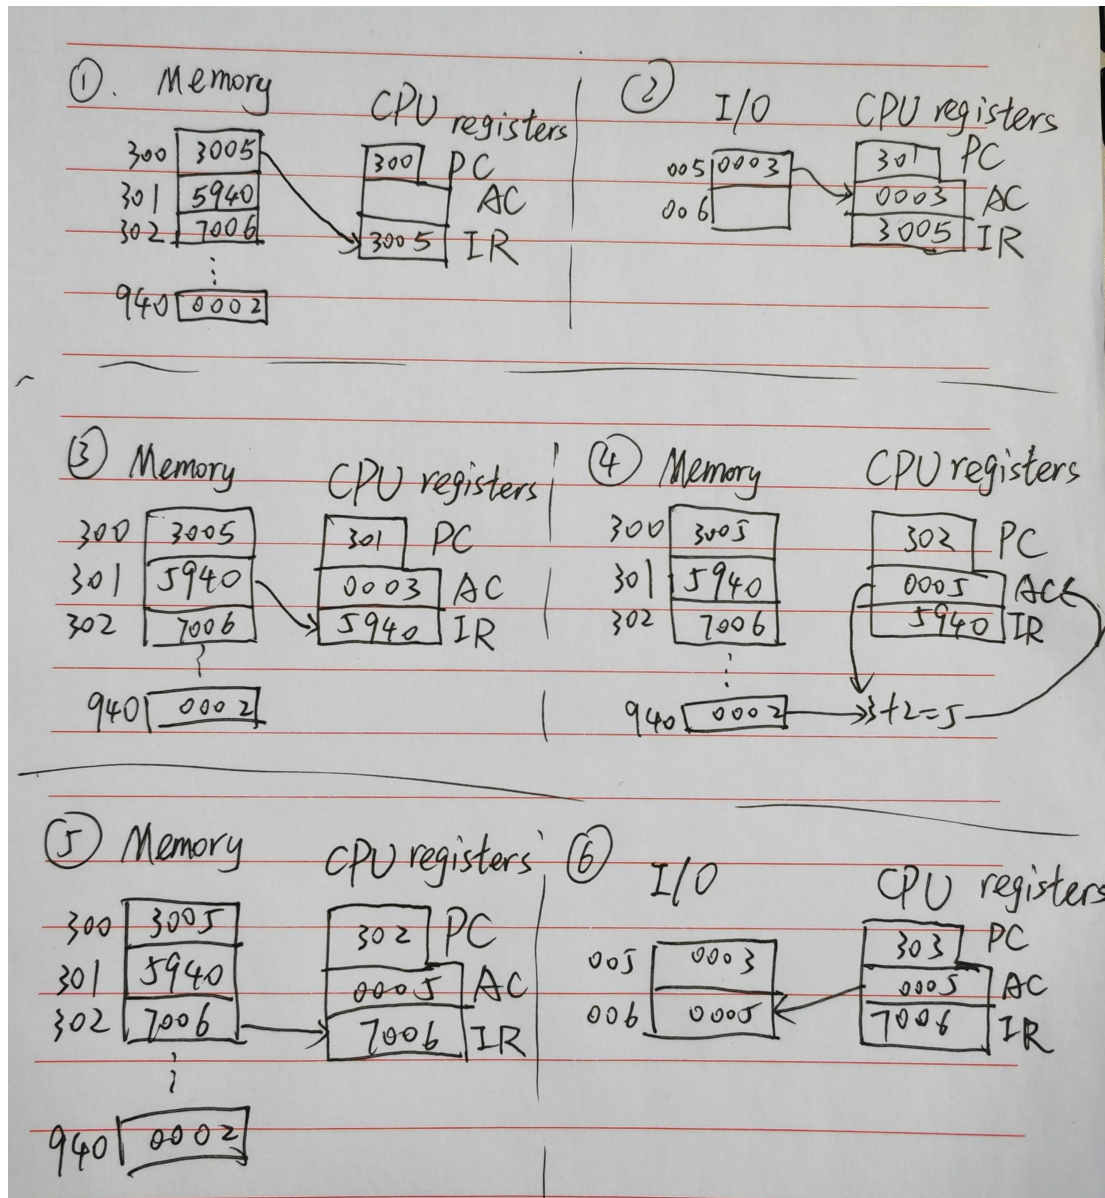 ① . Memory
CPU registers
300 3005
301 5940
302 7006
⋮
940 0002
300 PC
AC
3005 IR
② I/O
CPU registers
005 0003
006
301 PC
0003 AC
3005 IR
③ Memory
CPU registers
300 3005
301 5940
302 7006
940 0002
301 PC
0003 AC
5940 IR
④ Memory
CPU registers
300 3005
301 5940
302 7006
⋮
940 0002
302 PC
0005 AC
5940 IR
3+2=5
⑤ Memory
CPU registers
300 3005
301 5940
302 7006
⋮
940 0002
302 PC
0005 AC
7006 IR
⑥ I/O
CPU registers
005 0003
006 0005
303 PC
0005 AC
7006 IR